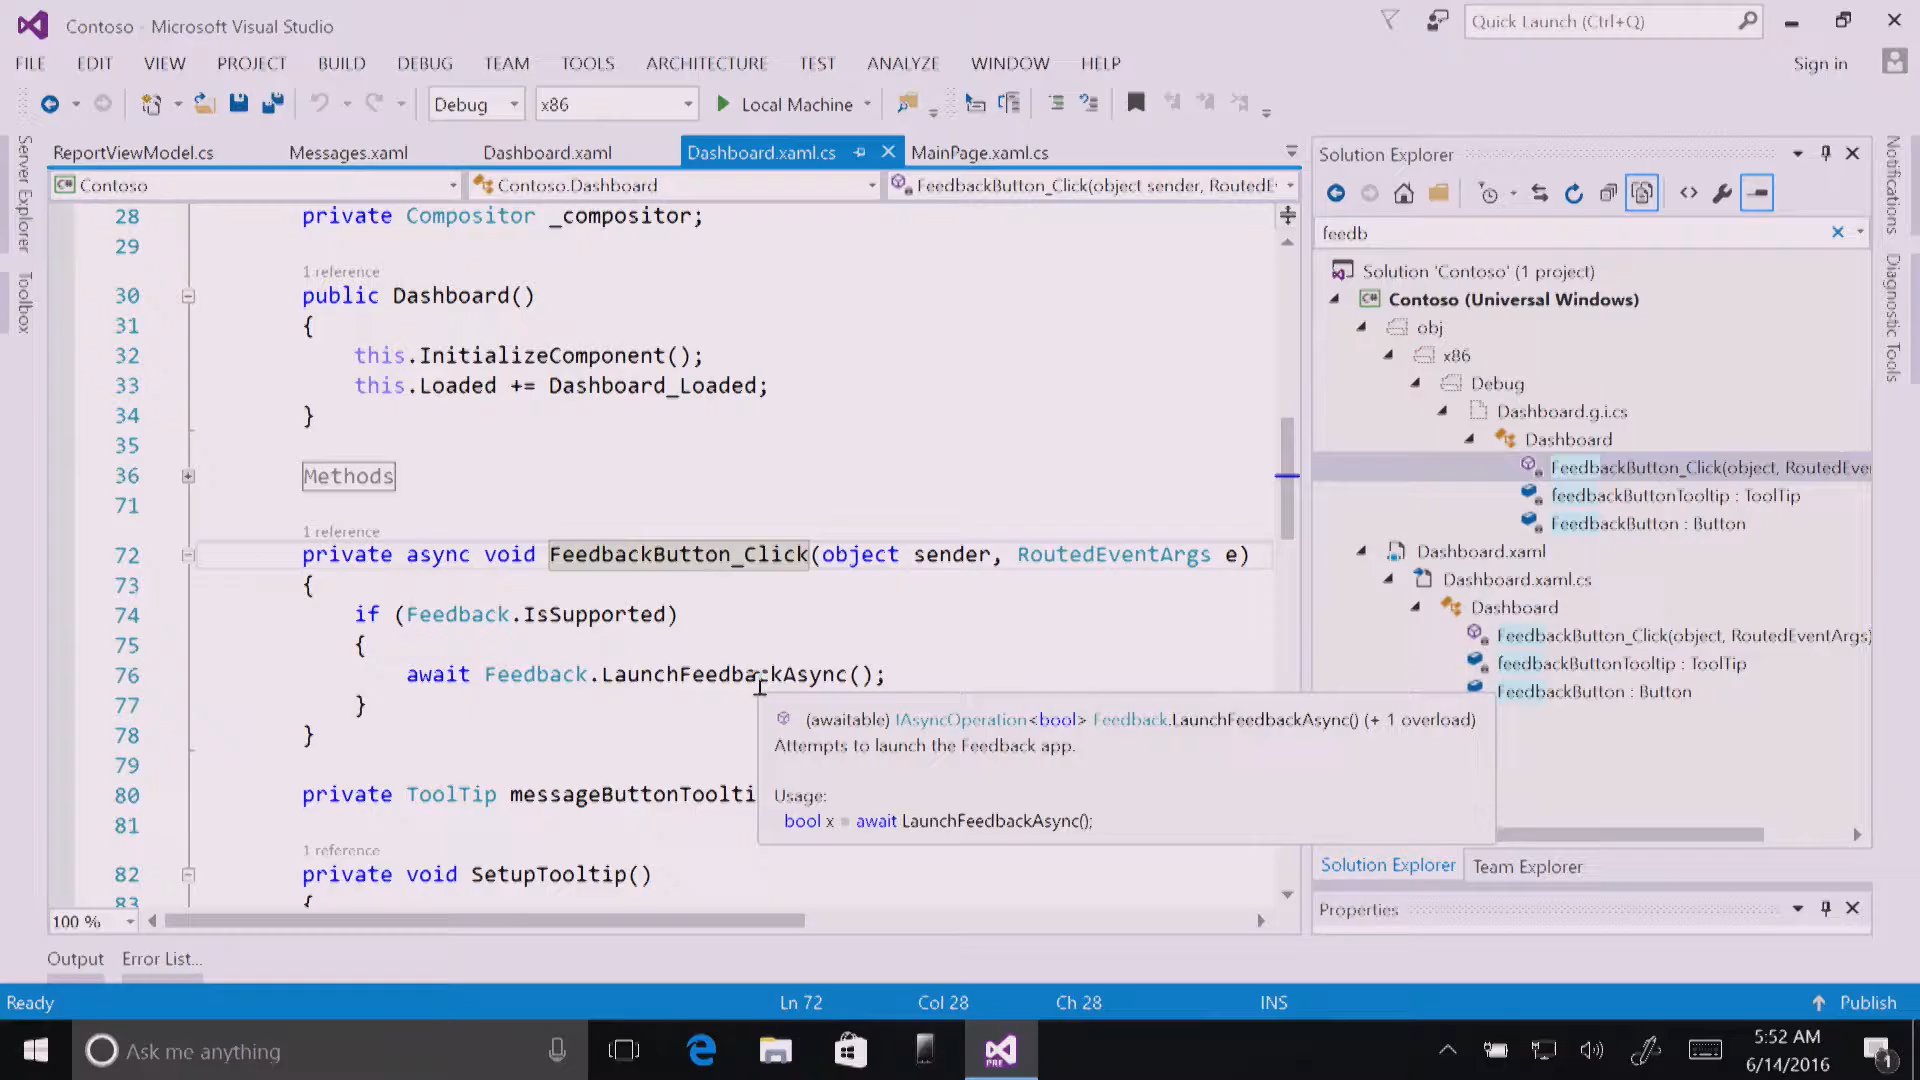 Contoso - Microsoft Visual Studio
Quick Launch (Ctrl+Q)
FILE EDIT VIEW PROJECT BUILD DEBUG TEAM TOOLS ARCHITECTURE TEST ANALYZE WINDOW HELP
Sign in
Debug x86 Local Machine
Server Explorer
Toolbox
ReportViewModel.cs Messages.xaml Dashboard.xaml Dashboard.xaml.cs MainPage.xaml.cs
C# Contoso Contoso.Dashboard FeedbackButton_Click(object sender, RoutedE
28 private Compositor _compositor;
29
1 reference
30 public Dashboard()
31 {
32 this.InitializeComponent();
33 this.Loaded += Dashboard_Loaded;
34 }
35
36 Methods
71
1 reference
72 private async void FeedbackButton_Click(object sender, RoutedEventArgs e)
73 {
74 if (Feedback.IsSupported)
75 {
76 await Feedback.LaunchFeedbackAsync();
77 }
78 }
79
80 private ToolTip messageButtonToolti
81
1 reference
82 private void SetupTooltip()
83 {
(awaitable) IAsyncOperation<bool> Feedback.LaunchFeedbackAsync() (+ 1 overload)
Attempts to launch the Feedback app.
Usage:
bool x = await LaunchFeedbackAsync();
100 %
Solution Explorer
feedb
Solution 'Contoso' (1 project)
C# Contoso (Universal Windows)
obj
x86
Debug
Dashboard.g.i.cs
Dashboard
FeedbackButton_Click(object, RoutedEve
feedbackButtonTooltip : ToolTip
FeedbackButton : Button
Dashboard.xaml
Dashboard.xaml.cs
Dashboard
FeedbackButton_Click(object, RoutedEventArgs)
feedbackButtonTooltip : ToolTip
FeedbackButton : Button
Solution Explorer Team Explorer
Properties
Notifications
Diagnostic Tools
Output Error List...
Ready Ln 72 Col 28 Ch 28 INS Publish
Ask me anything
PRE
5:52 AM
6/14/2016
1